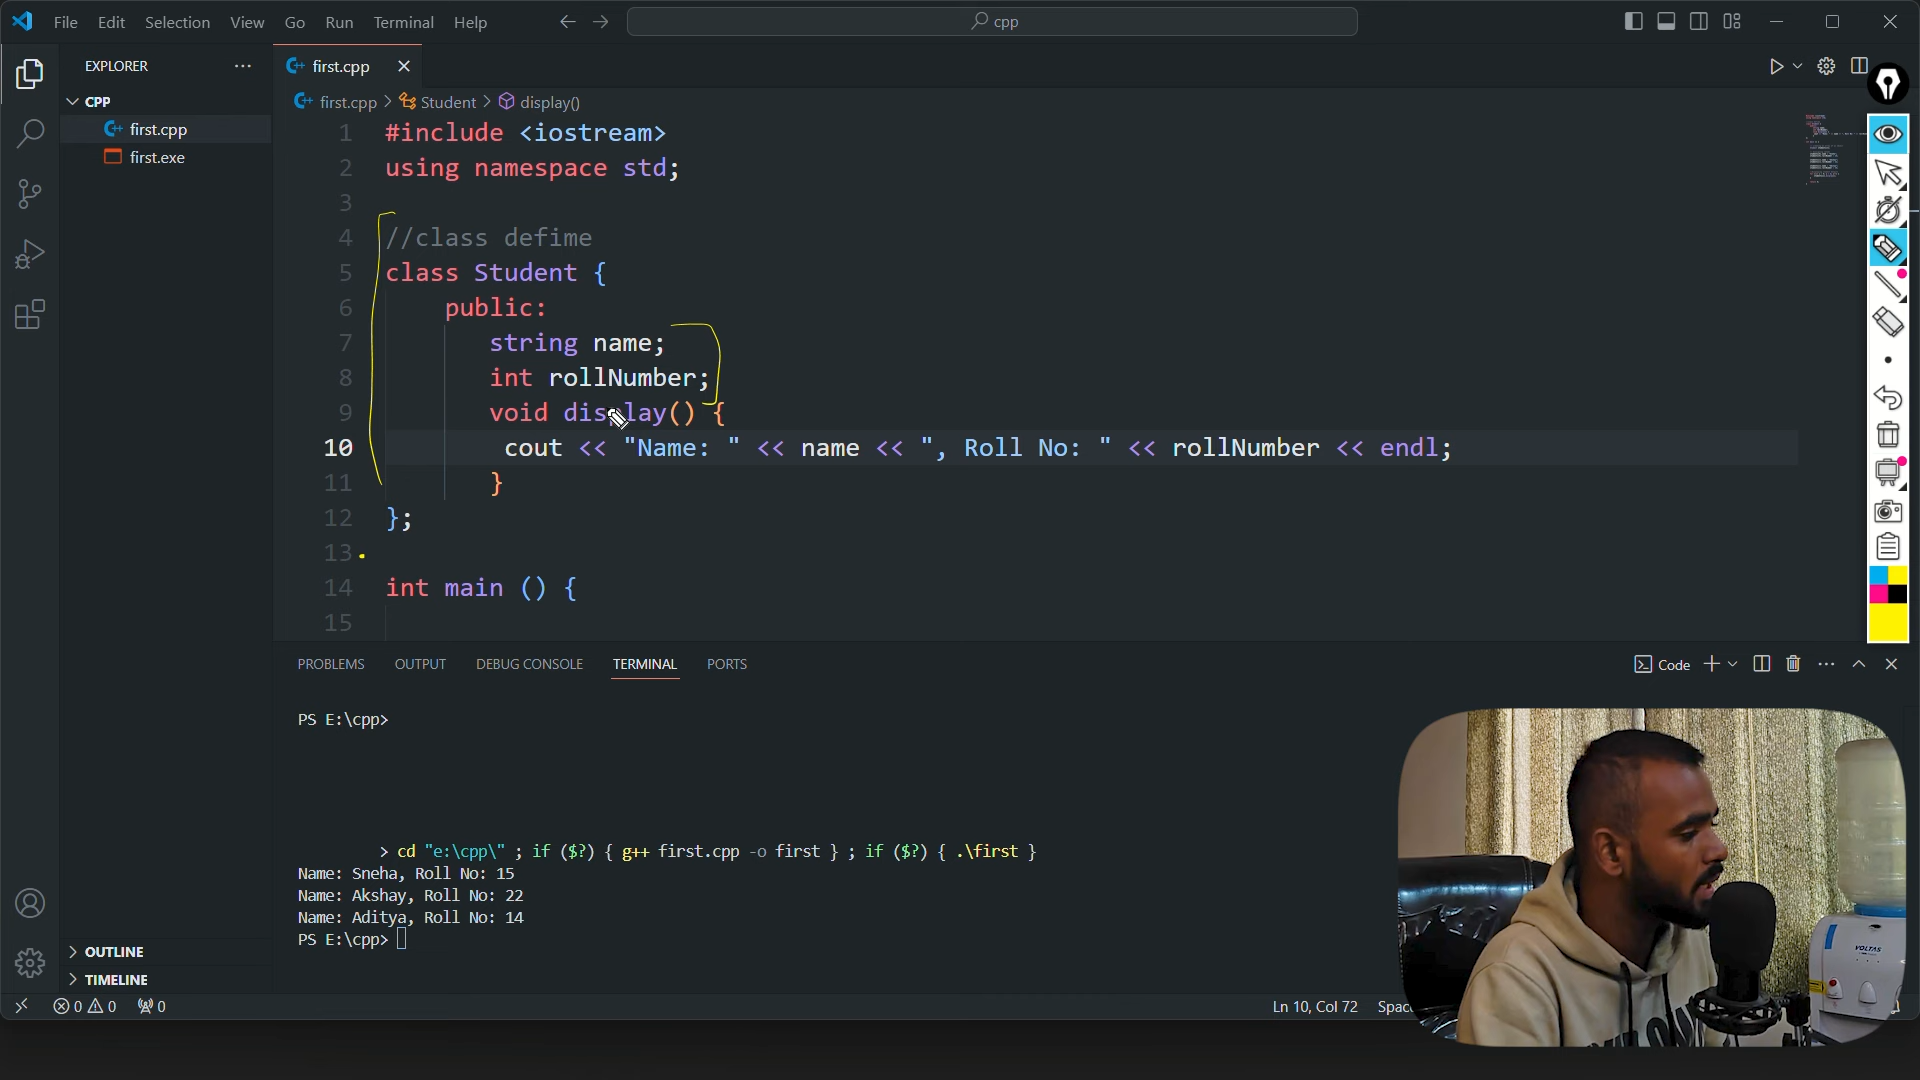 File Edit Selection View Go Run Terminal Help
cpp
EXPLORER
CPP
first.cpp
first.exe
OUTLINE
TIMELINE
first.cpp
first.cpp > Student > display()
1 #include <iostream>
2 using namespace std;
3
4 //class defime
5 class Student {
6 public:
7 string name;
8 int rollNumber;
9 void display() {
10 cout << "Name: " << name << ", Roll No: " << rollNumber << endl;
11 }
12 };
13
14 int main () {
15
PROBLEMS OUTPUT DEBUG CONSOLE TERMINAL PORTS
Code
PS E:\cpp>
> cd "e:\cpp\" ; if ($?) { g++ first.cpp -o first } ; if ($?) { .\first }
Name: Sneha, Roll No: 15
Name: Akshay, Roll No: 22
Name: Aditya, Roll No: 14
PS E:\cpp>
VOLTAS
0 0 0
Ln 10, Col 72